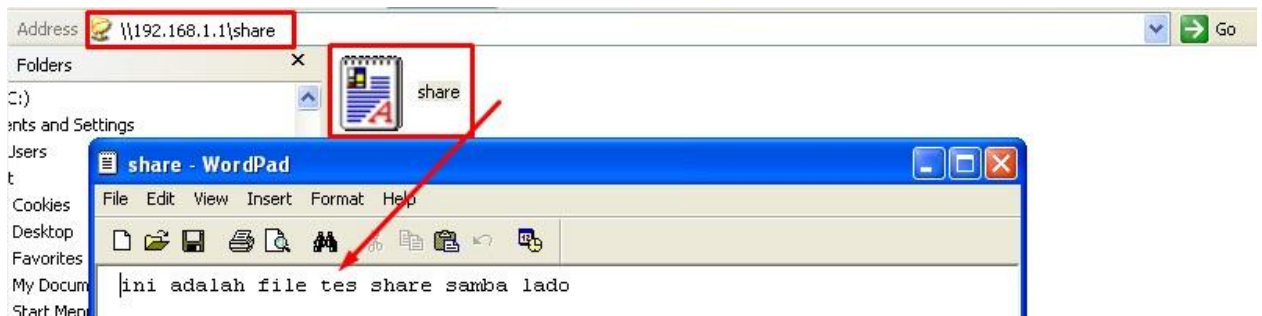 Address \\192.168.1.1\share Go
Folders
share
C:)
ents and Settings
Users
t
share - WordPad
File Edit View Insert Format Help
Cookies
Desktop
Favorites
My Docum
ini adalah file tes share samba lado
Start Menu